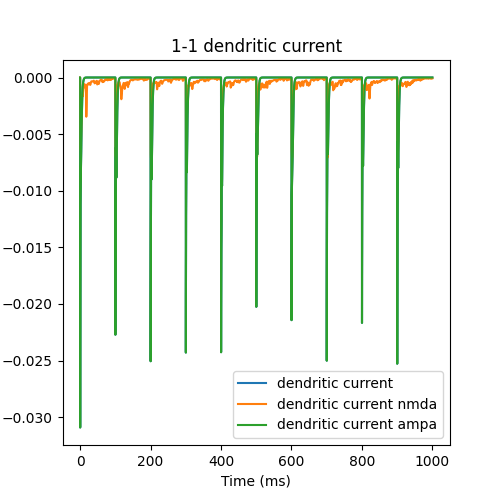 1-1 dendritic current
0.000
−0.005
−0.010
−0.015
−0.020
−0.025
−0.030
dendritic current
dendritic current nmda
dendritic current ampa
0 200 400 600 800 1000
Time (ms)